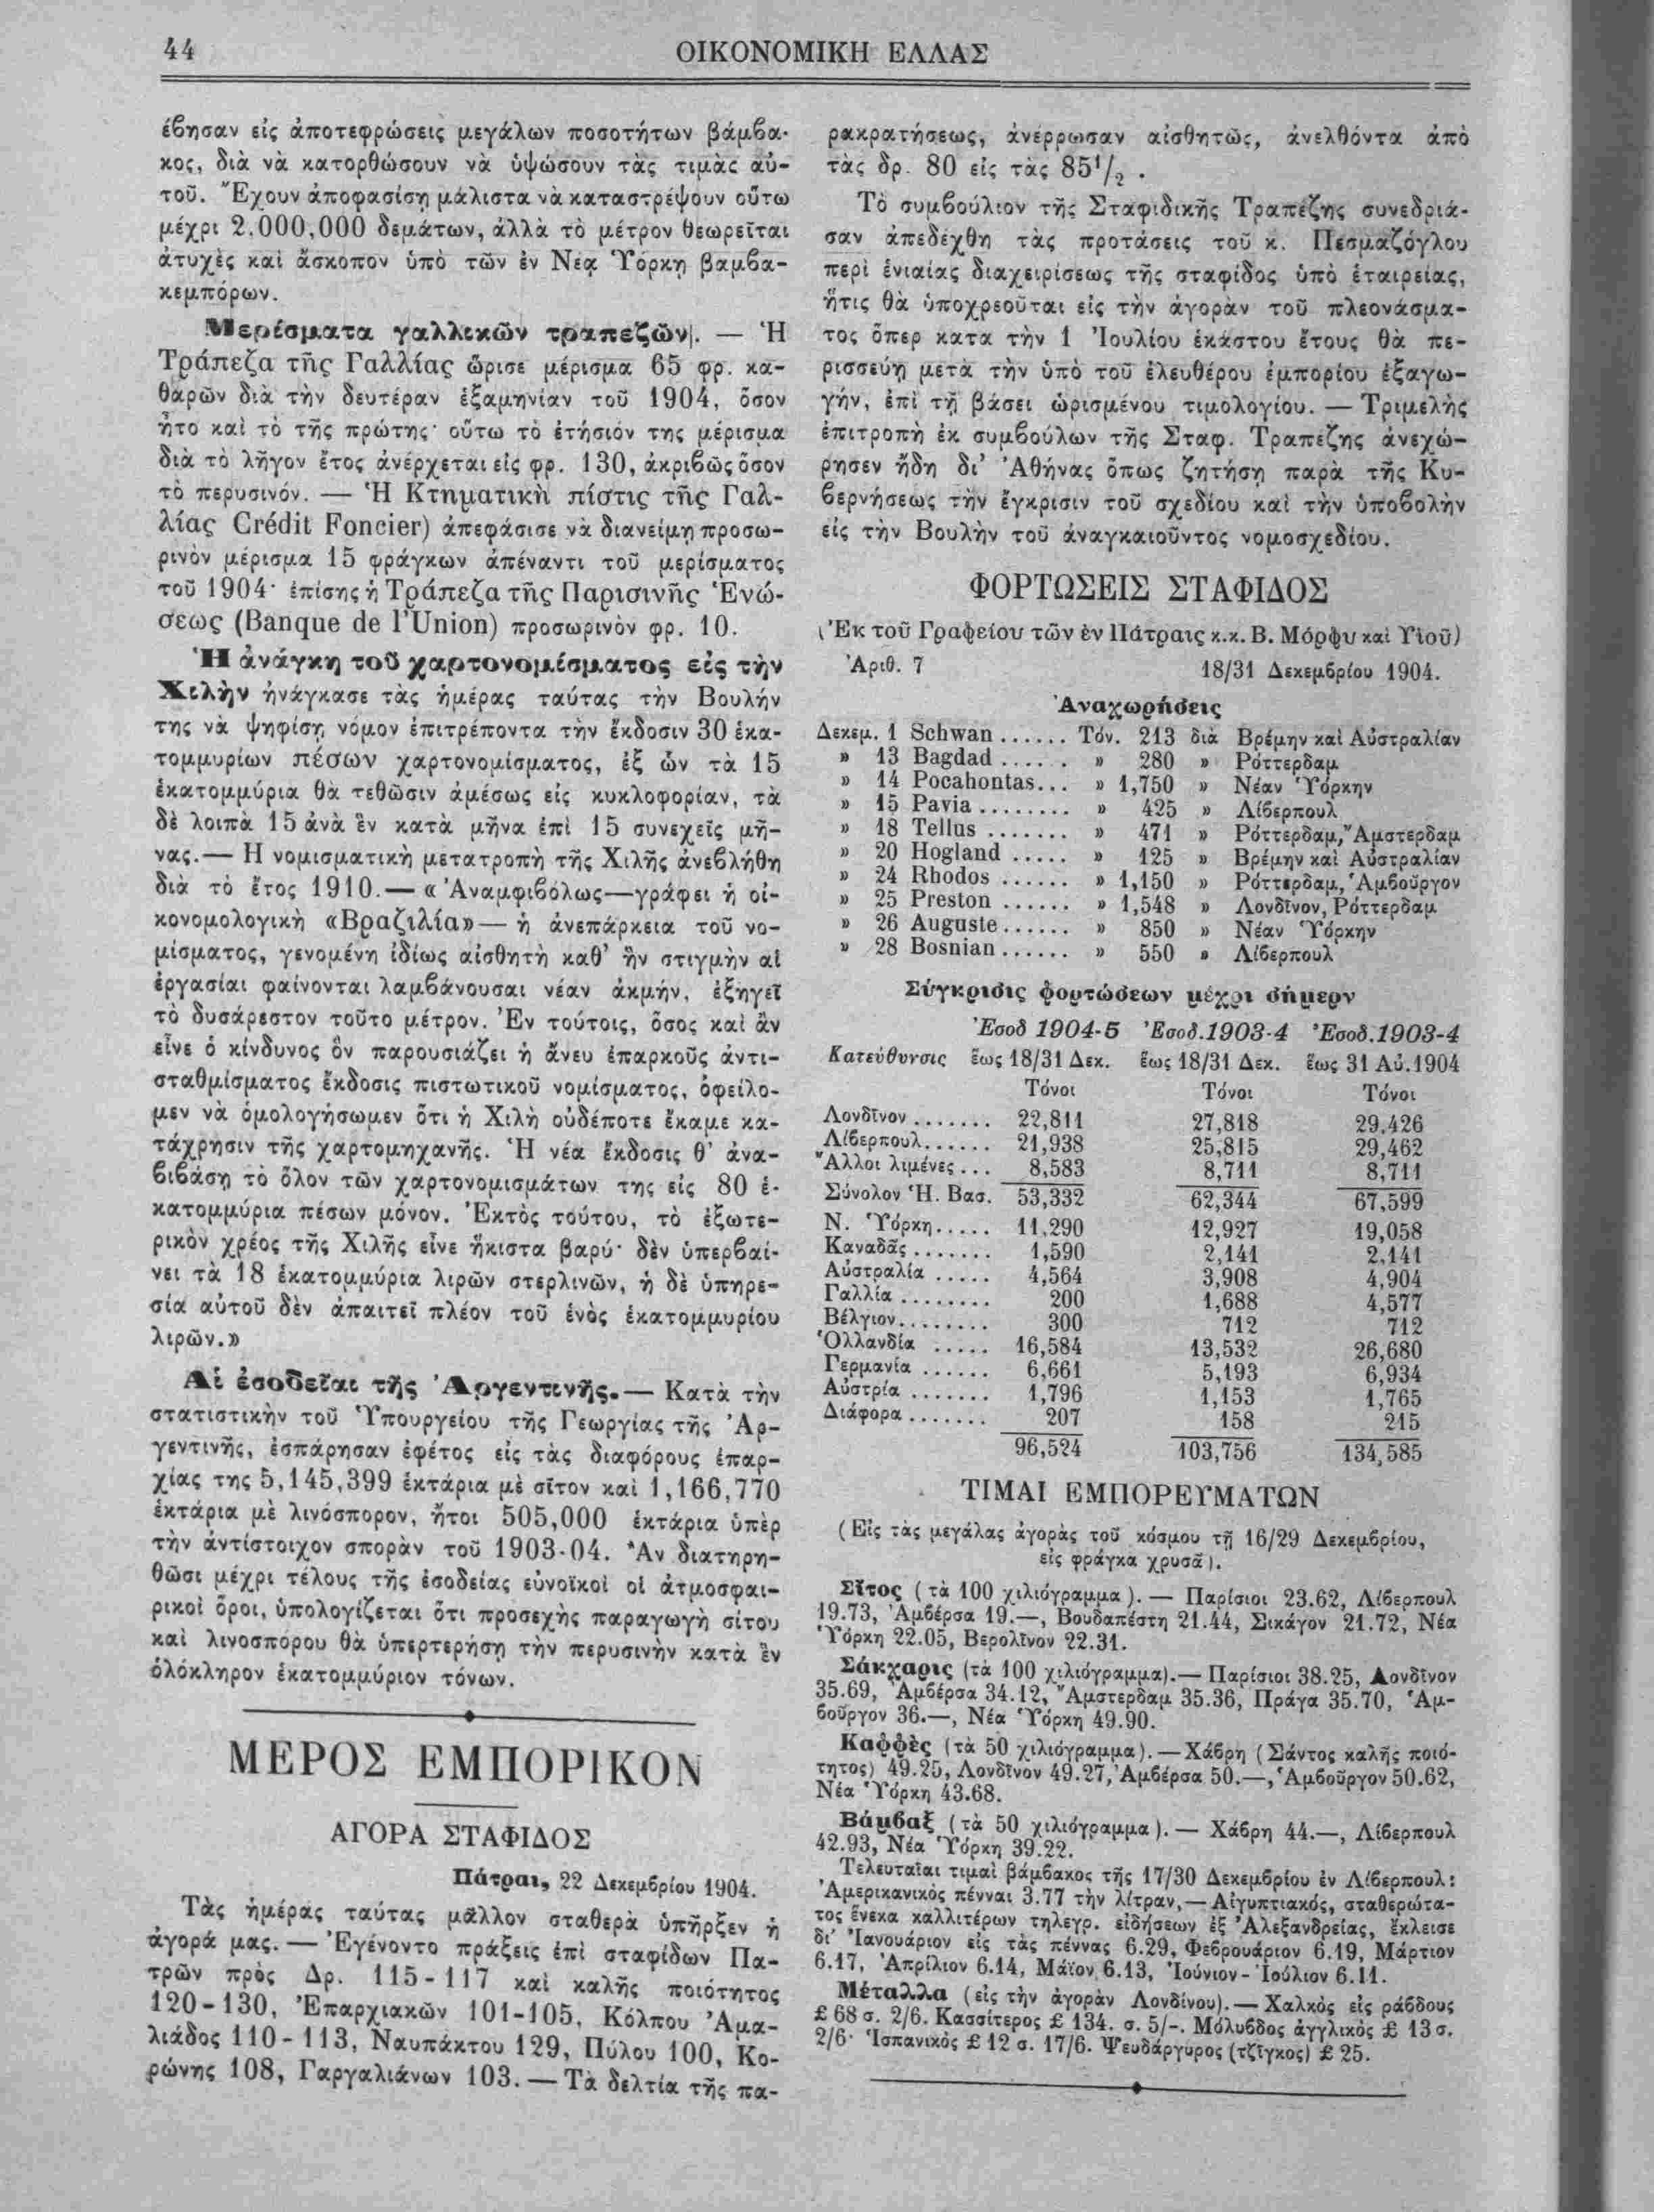 44
ΟΙΚΟΝΟΜΙΚΗ ΕΛΛΑΣ
έβησαν εἰς ἀποτεφρώσεις μεγάλων ποσοτήτων βάμβα-
κος, διὰ νὰ κατορθώσουν νὰ ὑψώσουν τὰς τιμὰς αὐ-
τοῦ. Ἔχουν ἀποφασίσῃ μάλιστα νὰ καταστρέψουν οὕτω
μέχρι 2,000,000 δεμάτων, ἀλλὰ τὸ μέτρον θεωρεῖται
ἀτυχὲς καὶ ἄσκοπον ὑπὸ τῶν ἐν Νέᾳ Ὑόρκῃ βαμβα-
κεμπόρων.
Μερίσματα γαλλικῶν τραπεζῶν. — Ἡ
Τράπεζα τῆς Γαλλίας ὥρισε μέρισμα 65 φρ. κα-
θαρῶν διὰ τὴν δευτέραν ἑξαμηνίαν τοῦ 1904, ὅσον
ἦτο καὶ τὸ τῆς πρώτης· οὕτω τὸ ἐτήσιόν της μέρισμα
διὰ τὸ λῆγον ἔτος ἀνέρχεται εἰς φρ. 130, ἀκριβῶς ὅσον
τὸ περυσινόν. — Ἡ Κτηματικὴ πίστις τῆς Γαλ-
λίας Crédit Foncier) ἀπεφάσισε νὰ διανείμῃ προσω-
ρινὸν μέρισμα 15 φράγκων ἀπέναντι τοῦ μερίσματος
τοῦ 1904· ἐπίσης ἡ Τράπεζα τῆς Παρισινῆς Ἑνώ-
σεως (Banque de l'Union) προσωρινὸν φρ. 10.
Ἡ ἀνάγκη τοῦ χαρτονομίσματος εἰς τὴν
Χιλὴν ἠνάγκασε τὰς ἡμέρας ταύτας τὴν Βουλήν
της νὰ ψηφίσῃ νόμον ἐπιτρέποντα τὴν ἔκδοσιν 30 ἑκα-
τομμυρίων πέσων χαρτονομίσματος, ἐξ ὧν τὰ 15
ἑκατομμύρια θὰ τεθῶσιν ἀμέσως εἰς κυκλοφορίαν, τὰ
δὲ λοιπὰ 15 ἀνὰ ἓν κατὰ μῆνα ἐπὶ 15 συνεχεῖς μῆ-
νας.— Η νομισματικὴ μετατροπὴ τῆς Χιλῆς ἀνεβλήθη
διὰ τὸ ἔτος 1910.— « Ἀναμφιβόλως—γράφει ἡ οἰ-
κονομολογικὴ «Βραζιλία»— ἡ ἀνεπάρκεια τοῦ νο-
μίσματος, γενομένη ἰδίως αἰσθητὴ καθ' ἣν στιγμὴν αἱ
ἐργασίαι φαίνονται λαμβάνουσαι νέαν ἀκμήν, ἐξηγεῖ
τὸ δυσάρεστον τοῦτο μέτρον. Ἐν τούτοις, ὅσος καὶ ἂν
εἶνε ὁ κίνδυνος ὃν παρουσιάζει ἡ ἄνευ ἐπαρκοῦς ἀντι-
σταθμίσματος ἔκδοσις πιστωτικοῦ νομίσματος, ὀφείλο-
μεν νὰ ὁμολογήσωμεν ὅτι ἡ Χιλὴ οὐδέποτε ἔκαμε κα-
τάχρησιν τῆς χαρτομηχανῆς. Ἡ νέα ἔκδοσις θ' ἀνα-
βιβάσῃ τὸ ὅλον τῶν χαρτονομισμάτων της εἰς 80 ἑ-
κατομμύρια πέσων μόνον. Ἐκτὸς τούτου, τὸ ἐξωτε-
ρικὸν χρέος τῆς Χιλῆς εἶνε ἥκιστα βαρύ· δὲν ὑπερβαί-
νει τὰ 18 ἑκατομμύρια λιρῶν στερλινῶν, ἡ δὲ ὑπηρε-
σία αὐτοῦ δὲν ἀπαιτεῖ πλέον τοῦ ἑνὸς ἑκατομμυρίου
λιρῶν.»
Αἱ ἐσοδεῖαι τῆς Ἀργεντινῆς.— Κατὰ τὴν
στατιστικὴν τοῦ Ὑπουργείου τῆς Γεωργίας τῆς Ἀρ-
γεντινῆς, ἐσπάρησαν ἐφέτος εἰς τὰς διαφόρους ἐπαρ-
χίας της 5,145,399 ἑκτάρια μὲ σῖτον καὶ 1,166,770
ἑκτάρια μὲ λινόσπορον, ἤτοι 505,000 ἑκτάρια ὑπὲρ
τὴν ἀντίστοιχον σπορὰν τοῦ 1903-04. Ἂν διατηρη-
θῶσι μέχρι τέλους τῆς ἐσοδείας εὐνοϊκοὶ οἱ ἀτμοσφαι-
ρικοὶ ὅροι, ὑπολογίζεται ὅτι προσεχὴς παραγωγὴ σίτου
καὶ λινοσπόρου θὰ ὑπερτερήσῃ τὴν περυσινὴν κατὰ ἓν
ὁλόκληρον ἑκατομμύριον τόνων.
ΜΕΡΟΣ ΕΜΠΟΡΙΚΟΝ
ΑΓΟΡΑ ΣΤΑΦΙΔΟΣ
Πάτραι, 22 Δεκεμβρίου 1904.
Τὰς ἡμέρας ταύτας μᾶλλον σταθερὰ ὑπῆρξεν ἡ
ἀγορά μας. — Ἐγένοντο πράξεις ἐπὶ σταφίδων Πα-
τρῶν πρὸς Δρ. 115-117 καὶ καλῆς ποιότητος
120-130, Ἐπαρχιακῶν 101-105, Κόλπου Ἀμα-
λιάδος 110-113, Ναυπάκτου 129, Πύλου 100, Κο-
ρώνης 108, Γαργαλιάνων 103. — Τὰ δελτία τῆς πα-
ρακρατήσεως, ἀνέρρωσαν αἰσθητῶς, ἀνελθόντα ἀπὸ
τὰς δρ. 80 εἰς τὰς 85 1/2 .
Τὸ συμβούλιον τῆς Σταφιδικῆς Τραπέζης συνεδριά-
σαν ἀπεδέχθη τὰς προτάσεις τοῦ κ. Πεσμαζόγλου
περὶ ἑνιαίας διαχειρίσεως τῆς σταφίδος ὑπὸ ἑταιρείας,
ἥτις θὰ ὑποχρεοῦται εἰς τὴν ἀγορὰν τοῦ πλεονάσμα-
τος ὅπερ κατα τὴν 1 Ἰουλίου ἑκάστου ἔτους θὰ πε-
ρισσεύῃ μετὰ τὴν ὑπὸ τοῦ ἐλευθέρου ἐμπορίου ἐξαγω-
γήν, ἐπὶ τῇ βάσει ὡρισμένου τιμολογίου. — Τριμελὴς
ἐπιτροπὴ ἐκ συμβούλων τῆς Σταφ. Τραπέζης ἀνεχώ-
ρησεν ἤδη δι' Ἀθήνας ὅπως ζητήσῃ παρὰ τῆς Κυ-
βερνήσεως τὴν ἔγκρισιν τοῦ σχεδίου καὶ τὴν ὑποβολὴν
εἰς τὴν Βουλὴν τοῦ ἀναγκαιοῦντος νομοσχεδίου.
ΦΟΡΤΩΣΕΙΣ ΣΤΑΦΙΔΟΣ
(Ἐκ τοῦ Γραφείου τῶν ἐν Πάτραις κ.κ. Β. Μόρφυ καὶ Υἱοῦ)
Ἀριθ. 7 18/31 Δεκεμβρίου 1904.
Ἀναχωρήσεις
Δεκεμ. 1 Schwan...... Τόν. 213 διὰ Βρέμην καὶ Αὐστραλίαν
» 13 Bagdad...... » 280 » Ρόττερδαμ
» 14 Pocahontas... » 1,750 » Νέαν Ὑόρκην
» 15 Pavia........ » 425 » Λίβερπουλ
» 18 Tellus....... » 471 » Ρόττερδαμ, Ἄμστερδαμ
» 20 Hogland..... » 125 » Βρέμην καὶ Αὐστραλίαν
» 24 Rhodos...... » 1,150 » Ρόττερδαμ, Ἁμβοῦργον
» 25 Preston...... » 1,548 » Λονδῖνον, Ρόττερδαμ
» 26 Auguste...... » 850 » Νέαν Ὑόρκην
» 28 Bosnian...... » 550 » Λίβερπουλ
Σύγκρισις φορτώσεων μέχρι σήμερν
Ἐσοδ 1904-5 Ἐσοδ.1903-4 Ἐσοδ.1903-4
Κατεύθυνσις ἕως 18/31 Δεκ. ἕως 18/31 Δεκ. ἕως 31 Αὐ.1904
Τόνοι Τόνοι Τόνοι
Λονδῖνον....... 22,811 27,818 29,426
Λίβερπουλ...... 21,938 25,815 29,462
Ἄλλοι λιμένες... 8,583 8,711 8,711
Σύνολον Ἡ. Βασ. 53,332 62,344 67,599
Ν. Ὑόρκη..... 11,290 12,927 19,058
Καναδᾶς....... 1,590 2,141 2,141
Αὐστραλία..... 4,564 3,908 4,904
Γαλλία........ 200 1,688 4,577
Βέλγιον........ 300 712 712
Ὁλλανδία..... 16,584 13,532 26,680
Γερμανία...... 6,661 5,193 6,934
Αὐστρία....... 1,796 1,153 1,765
Διάφορα....... 207 158 215
96,524 103,756 134,585
ΤΙΜΑΙ ΕΜΠΟΡΕΥΜΑΤΩΝ
(Εἰς τὰς μεγάλας ἀγορὰς τοῦ κόσμου τῇ 16/29 Δεκεμβρίου,
εἰς φράγκα χρυσᾶ).
Σῖτος (τὰ 100 χιλιόγραμμα). — Παρίσιοι 23.62, Λίβερπουλ
19.73, Ἀμβέρσα 19.—, Βουδαπέστη 21.44, Σικάγον 21.72, Νέα
Ὑόρκη 22.05, Βερολῖνον 22.31.
Σάκχαρις (τὰ 100 χιλιόγραμμα).— Παρίσιοι 38.25, Λονδῖνον
35.69, Ἀμβέρσα 34.12, Ἄμστερδαμ 35.36, Πράγα 35.70, Ἁμ-
βοῦργον 36.—, Νέα Ὑόρκη 49.90.
Καφφὲς (τὰ 50 χιλιόγραμμα).—Χάβρη (Σάντος καλῆς ποιό-
τητος) 49.25, Λονδῖνον 49.27, Ἀμβέρσα 50.—, Ἁμβοῦργον 50.62,
Νέα Ὑόρκη 43.68.
Βάμβαξ (τὰ 50 χιλιόγραμμα). — Χάβρη 44.—, Λίβερπουλ
42.93, Νέα Ὑόρκη 39.22.
Τελευταῖαι τιμαὶ βάμβακος τῆς 17/30 Δεκεμβρίου ἐν Λίβερπουλ:
Ἀμερικανικὸς πένναι 3.77 τὴν λίτραν,— Αἰγυπτιακός, σταθερώτα-
τος ἕνεκα καλλιτέρων τηλεγρ. εἰδήσεων ἐξ Ἀλεξανδρείας, ἔκλεισε
δι' Ἰανουάριον εἰς τὰς πέννας 6.29, Φεβρουάριον 6.19, Μάρτιον
6.17, Ἀπρίλιον 6.14, Μάϊον 6.13, Ἰούνιον-Ἰούλιον 6.11.
Μέταλλα (εἰς τὴν ἀγορὰν Λονδίνου).— Χαλκὸς εἰς ράβδους
£ 68 σ. 2/6. Κασσίτερος £ 134. σ. 5/-. Μόλυβδος ἀγγλικὸς £ 13 σ.
2/6· Ἰσπανικὸς £ 12 σ. 17/6. Ψευδάργυρος (τζῖγκος) £ 25.